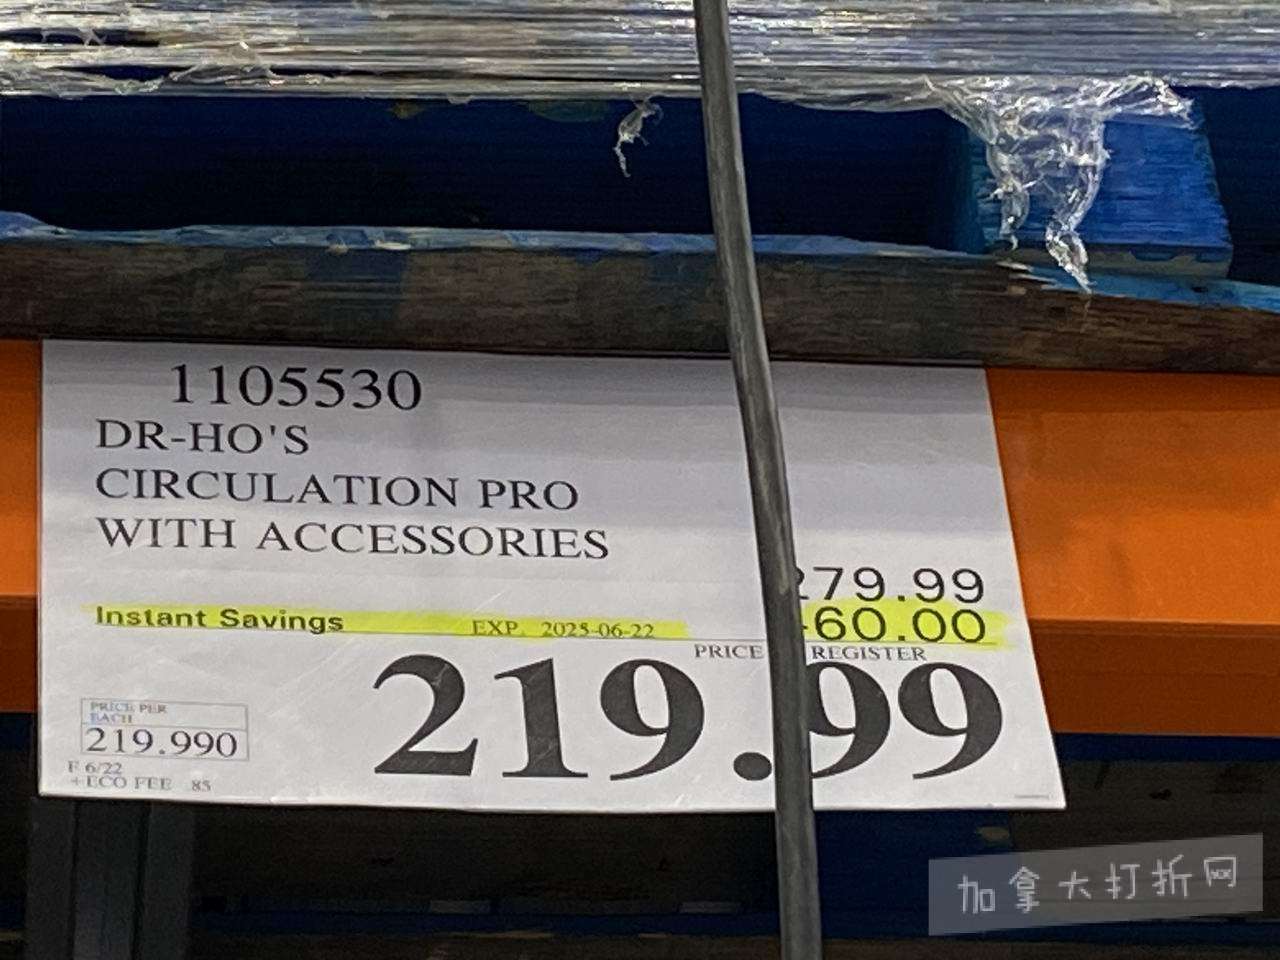 1105530
DR-HO'S
CIRCULATION PRO
WITH ACCESSORIES
279.99
Instant Savings EXP. 2025-06-22 -60.00
PRICE REGISTER
219.99
PRICE PER
EACH
219.990
F 6/22
+ECO FEE .85
加拿大打折网